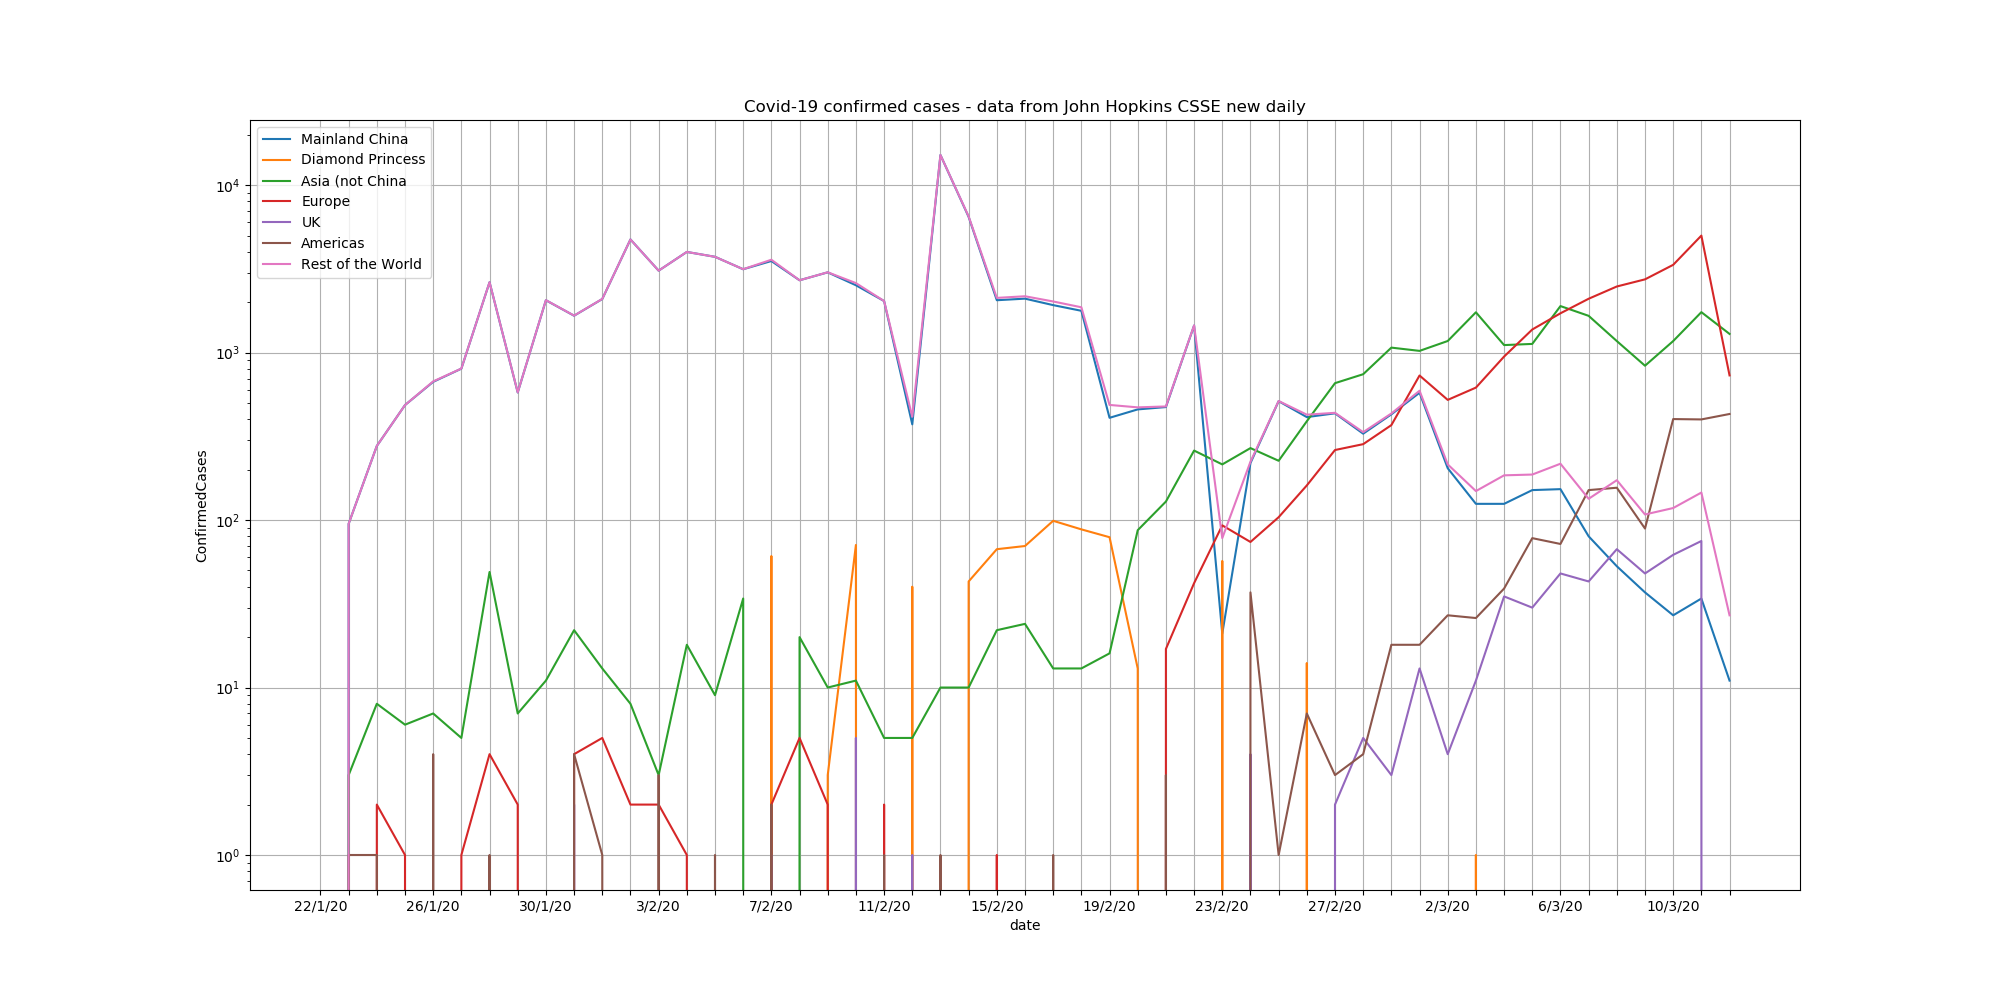 Covid-19 confirmed cases - data from John Hopkins CSSE new daily
Mainland China
Diamond Princess
Asia (not China
Europe
UK
Americas
Rest of the World
ConfirmedCases
10⁴
10³
10²
10¹
10⁰
22/1/20 26/1/20 30/1/20 3/2/20 7/2/20 11/2/20 15/2/20 19/2/20 23/2/20 27/2/20 2/3/20 6/3/20 10/3/20
date